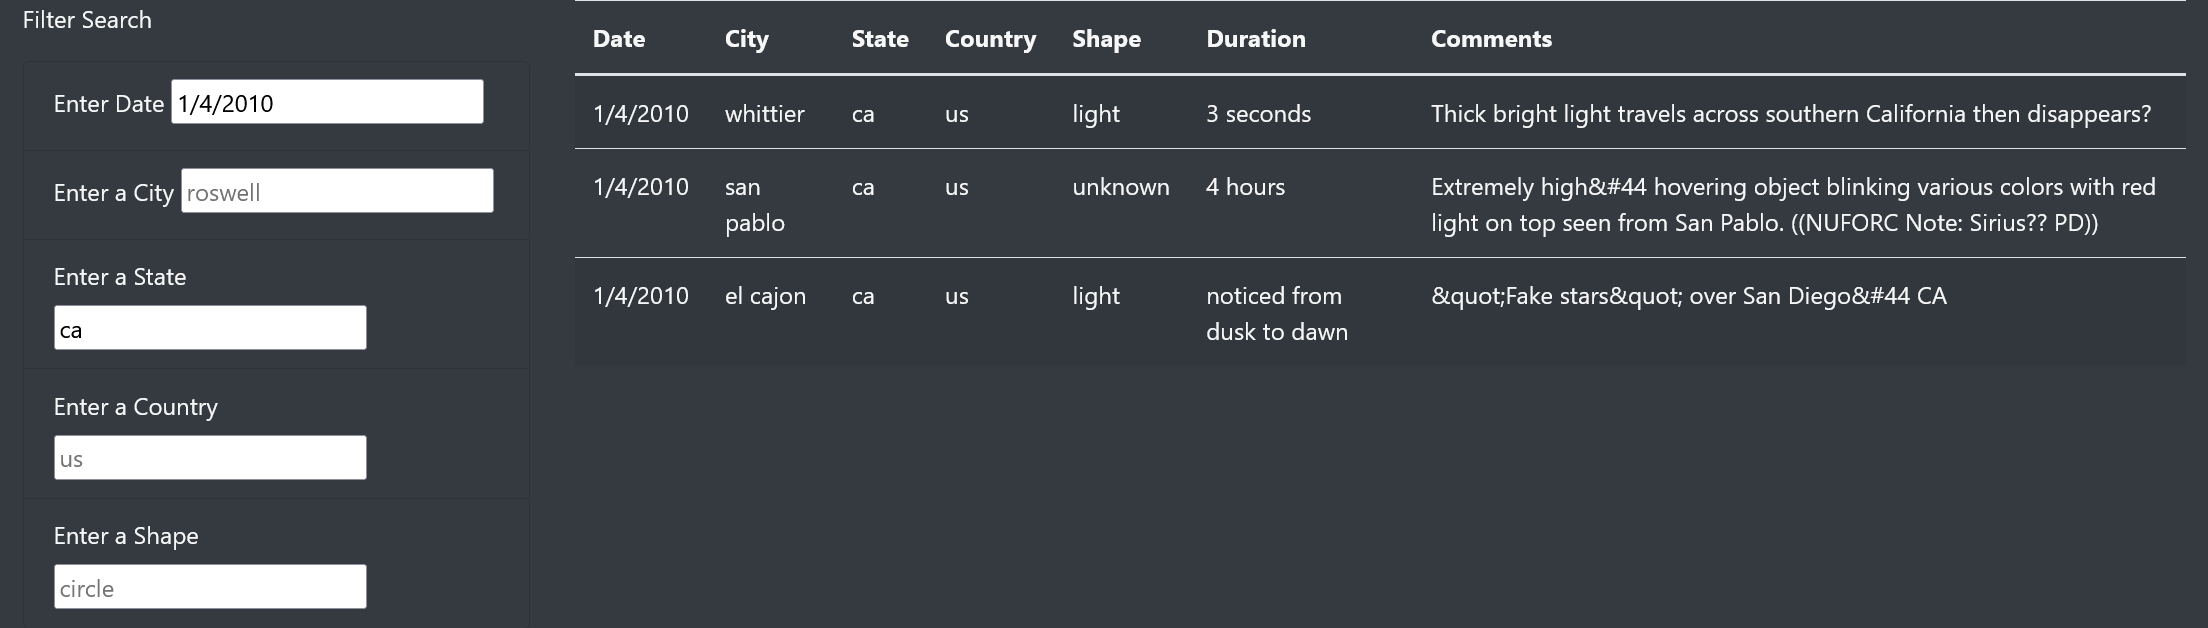 Filter Search
Enter Date 1/4/2010
Enter a City roswell
Enter a State
ca
Enter a Country
us
Enter a Shape
circle
Date City State Country Shape Duration Comments
1/4/2010 whittier ca us light 3 seconds Thick bright light travels across southern California then disappears?
1/4/2010 san ca us unknown 4 hours Extremely high&#44 hovering object blinking various colors with red
pablo light on top seen from San Pablo. ((NUFORC Note: Sirius?? PD))
1/4/2010 el cajon ca us light noticed from &quot;Fake stars&quot; over San Diego&#44 CA
dusk to dawn